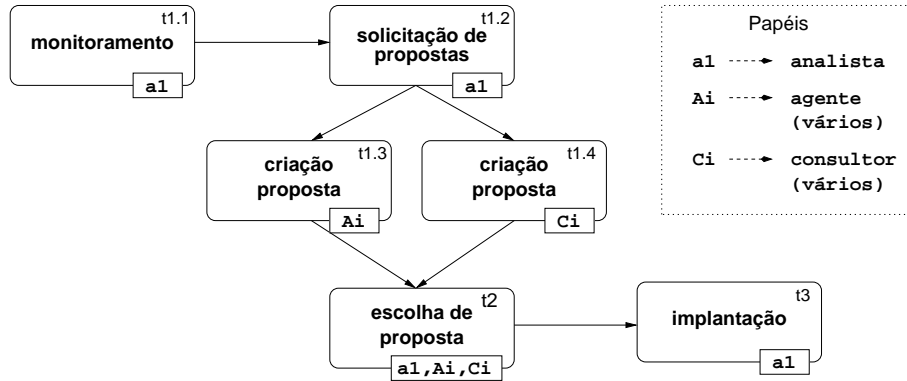 t1.1
monitoramento
a1
t1.2
solicitação de
propostas
a1
Papéis
a1 analista
Ai agente
(vários)
Ci consultor
(vários)
t1.3
criação
proposta
Ai
t1.4
criação
proposta
Ci
t2
escolha de
proposta
a1,Ai,Ci
t3
implantação
a1